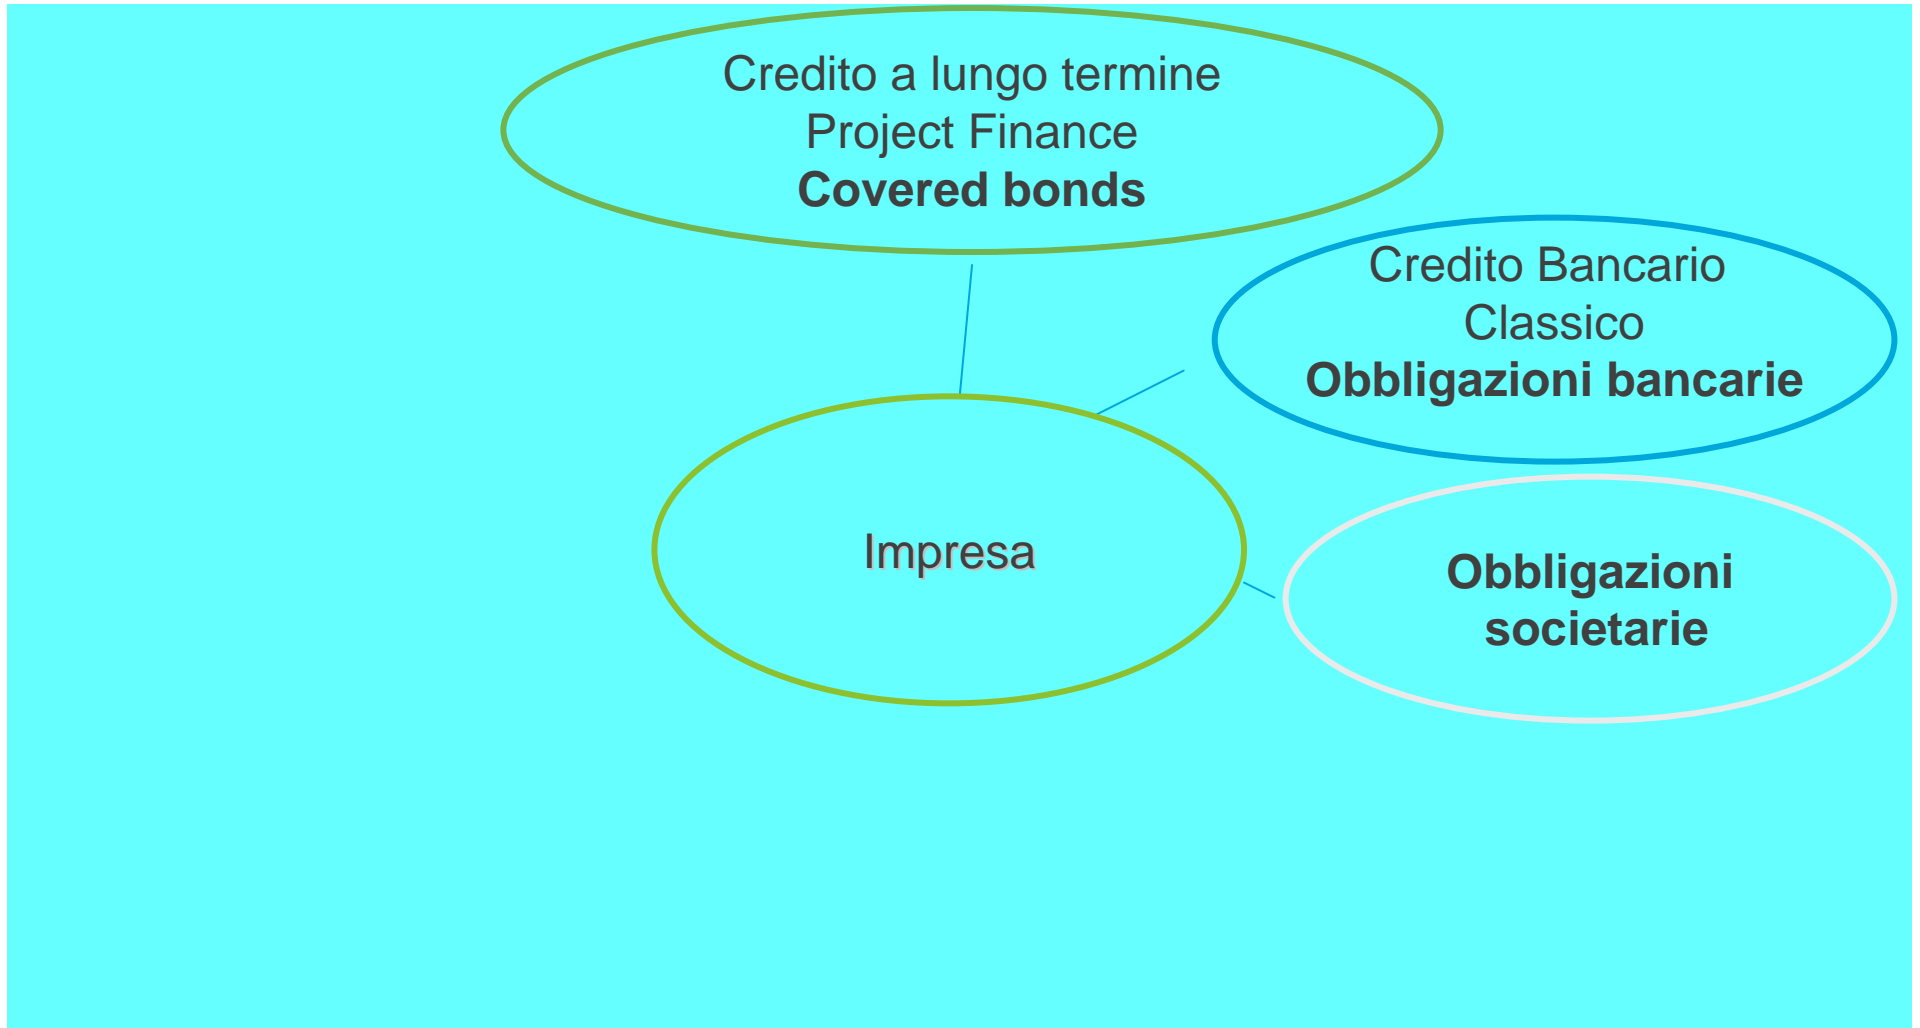 Credito a lungo termine
Project Finance
Covered bonds
Credito Bancario
Classico
Obbligazioni bancarie
Impresa
Obbligazioni
societarie